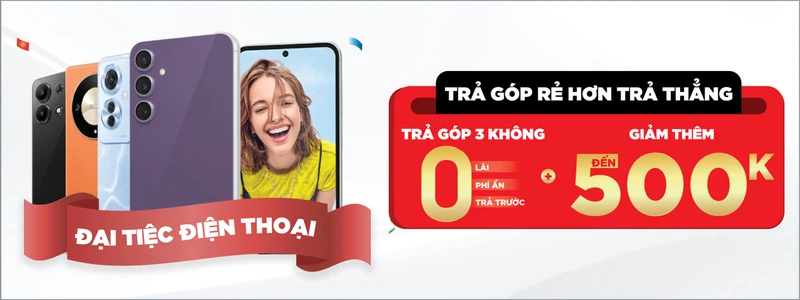 ĐẠI TIỆC ĐIỆN THOẠI
TRẢ GÓP RẺ HƠN TRẢ THẲNG
TRẢ GÓP 3 KHÔNG
0
LÃI
PHÍ ẨN
TRẢ TRƯỚC
+
GIẢM THÊM
ĐẾN
500K